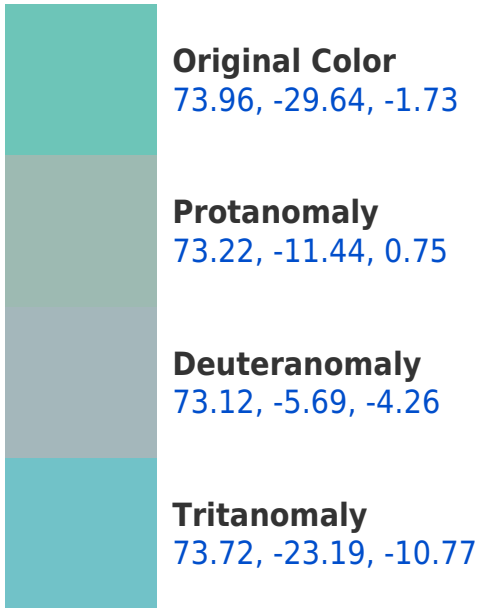 Original Color
73.96, -29.64, -1.73
Protanomaly
73.22, -11.44, 0.75
Deuteranomaly
73.12, -5.69, -4.26
Tritanomaly
73.72, -23.19, -10.77